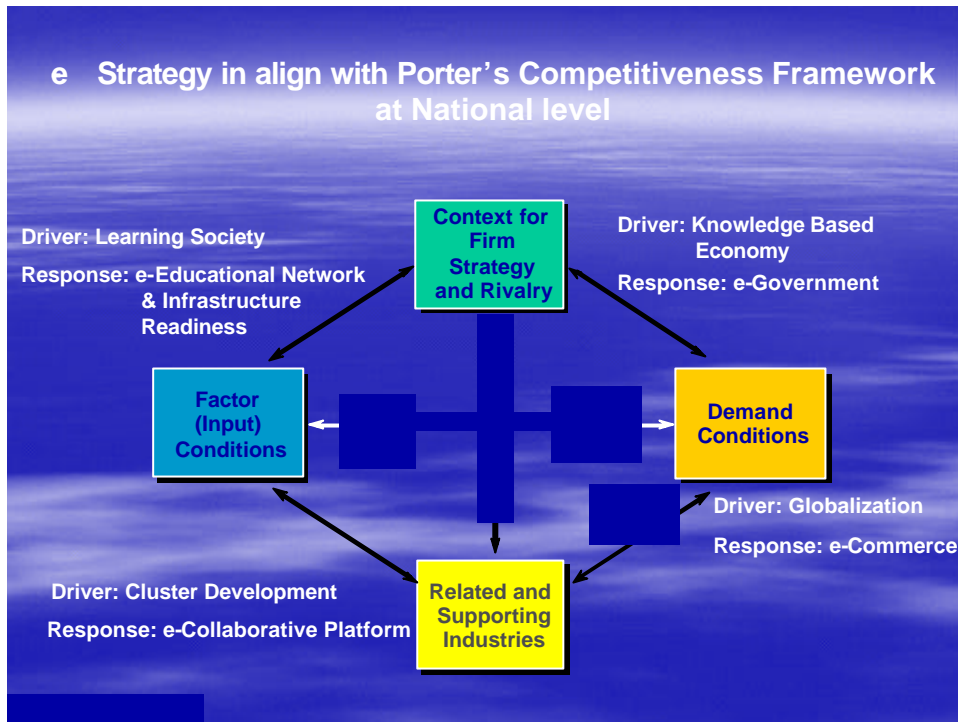 e Strategy in align with Porter's Competitiveness Framework
at National level
Context for
Firm
Strategy
and Rivalry
Driver: Learning Society
Response: e-Educational Network
& Infrastructure
Readiness
Driver: Knowledge Based
Economy
Response: e-Government
Factor
(Input)
Conditions
Demand
Conditions
Driver: Globalization
Response: e-Commerce
Driver: Cluster Development
Response: e-Collaborative Platform
Related and
Supporting
Industries